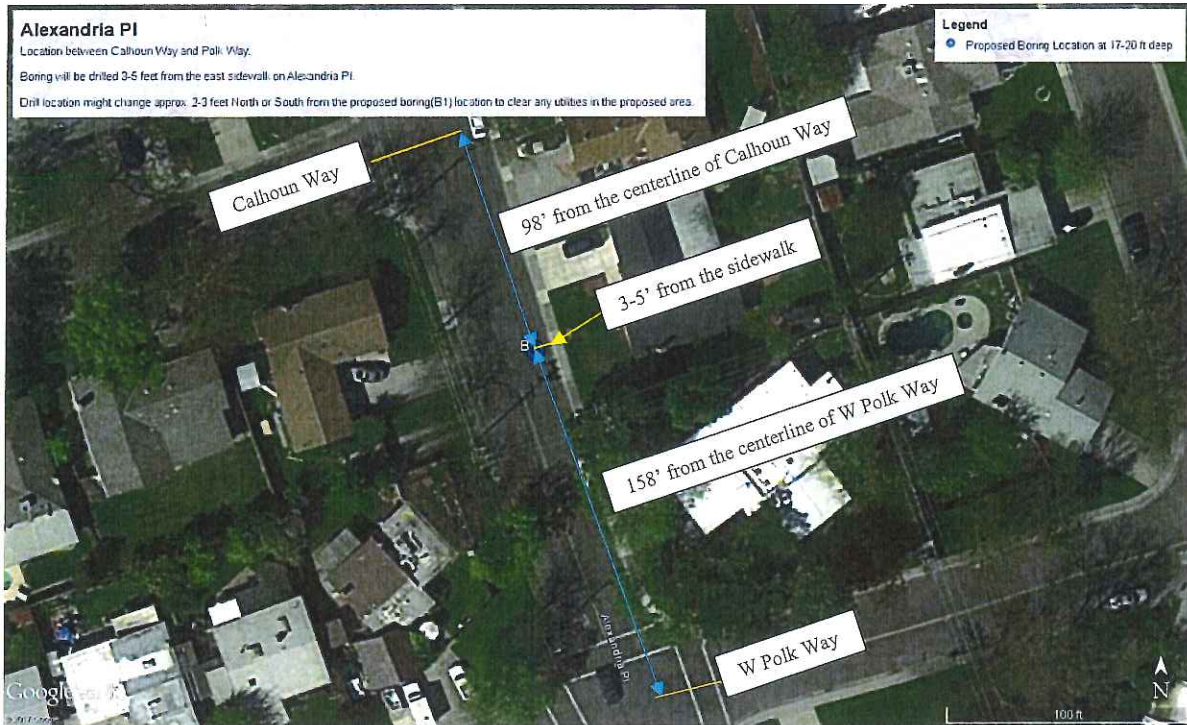 Alexandria Pl
Location between Calhoun Way and Polk Way.
Boring will be drilled 3-5 feet from the east sidewalk on Alexandria Pl.
Drill location might change approx. 2-3 feet North or South from the proposed boring(B1) location to clear any utilities in the proposed area.
Legend
Proposed Boring Location at 17-20 ft deep
Calhoun Way
98’ from the centerline of Calhoun Way
3-5’ from the sidewalk
B
158’ from the centerline of W Polk Way
Alexandria Pl
W Polk Way
Google
N
100 ft